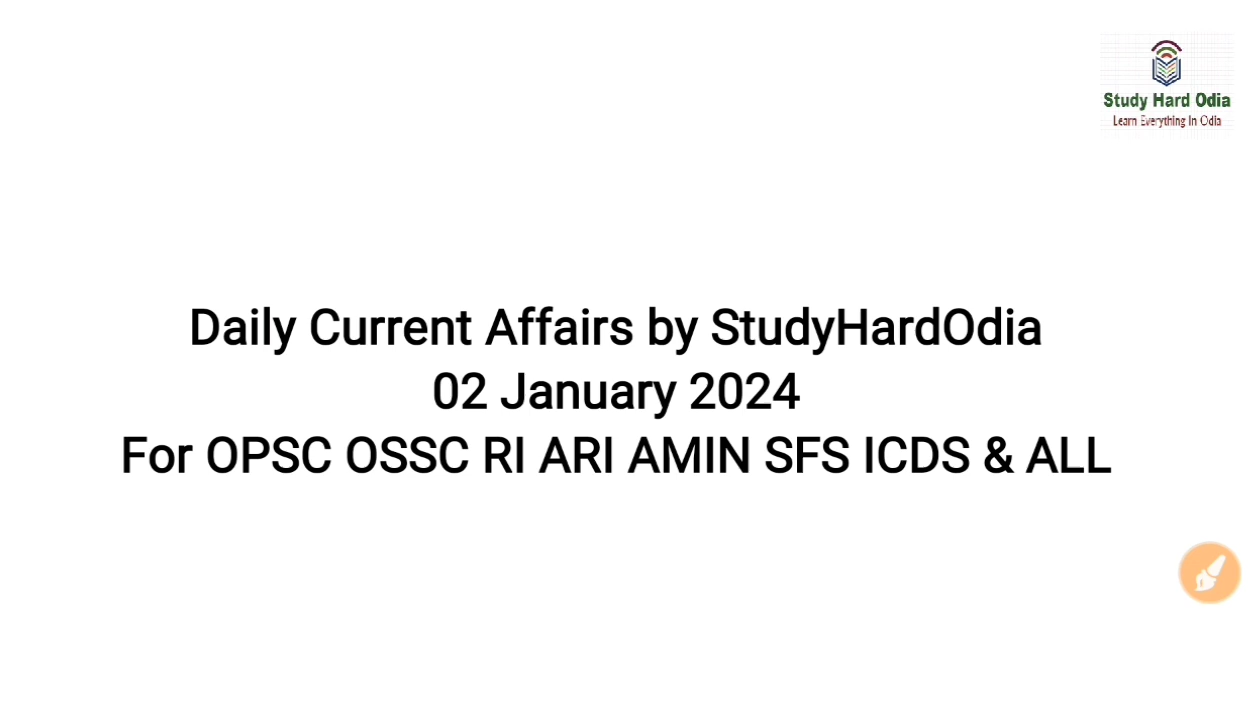 Study Hard Odia
Learn Everything In Odia
Daily Current Affairs by StudyHardOdia
02 January 2024
For OPSC OSSC RI ARI AMIN SFS ICDS & ALL